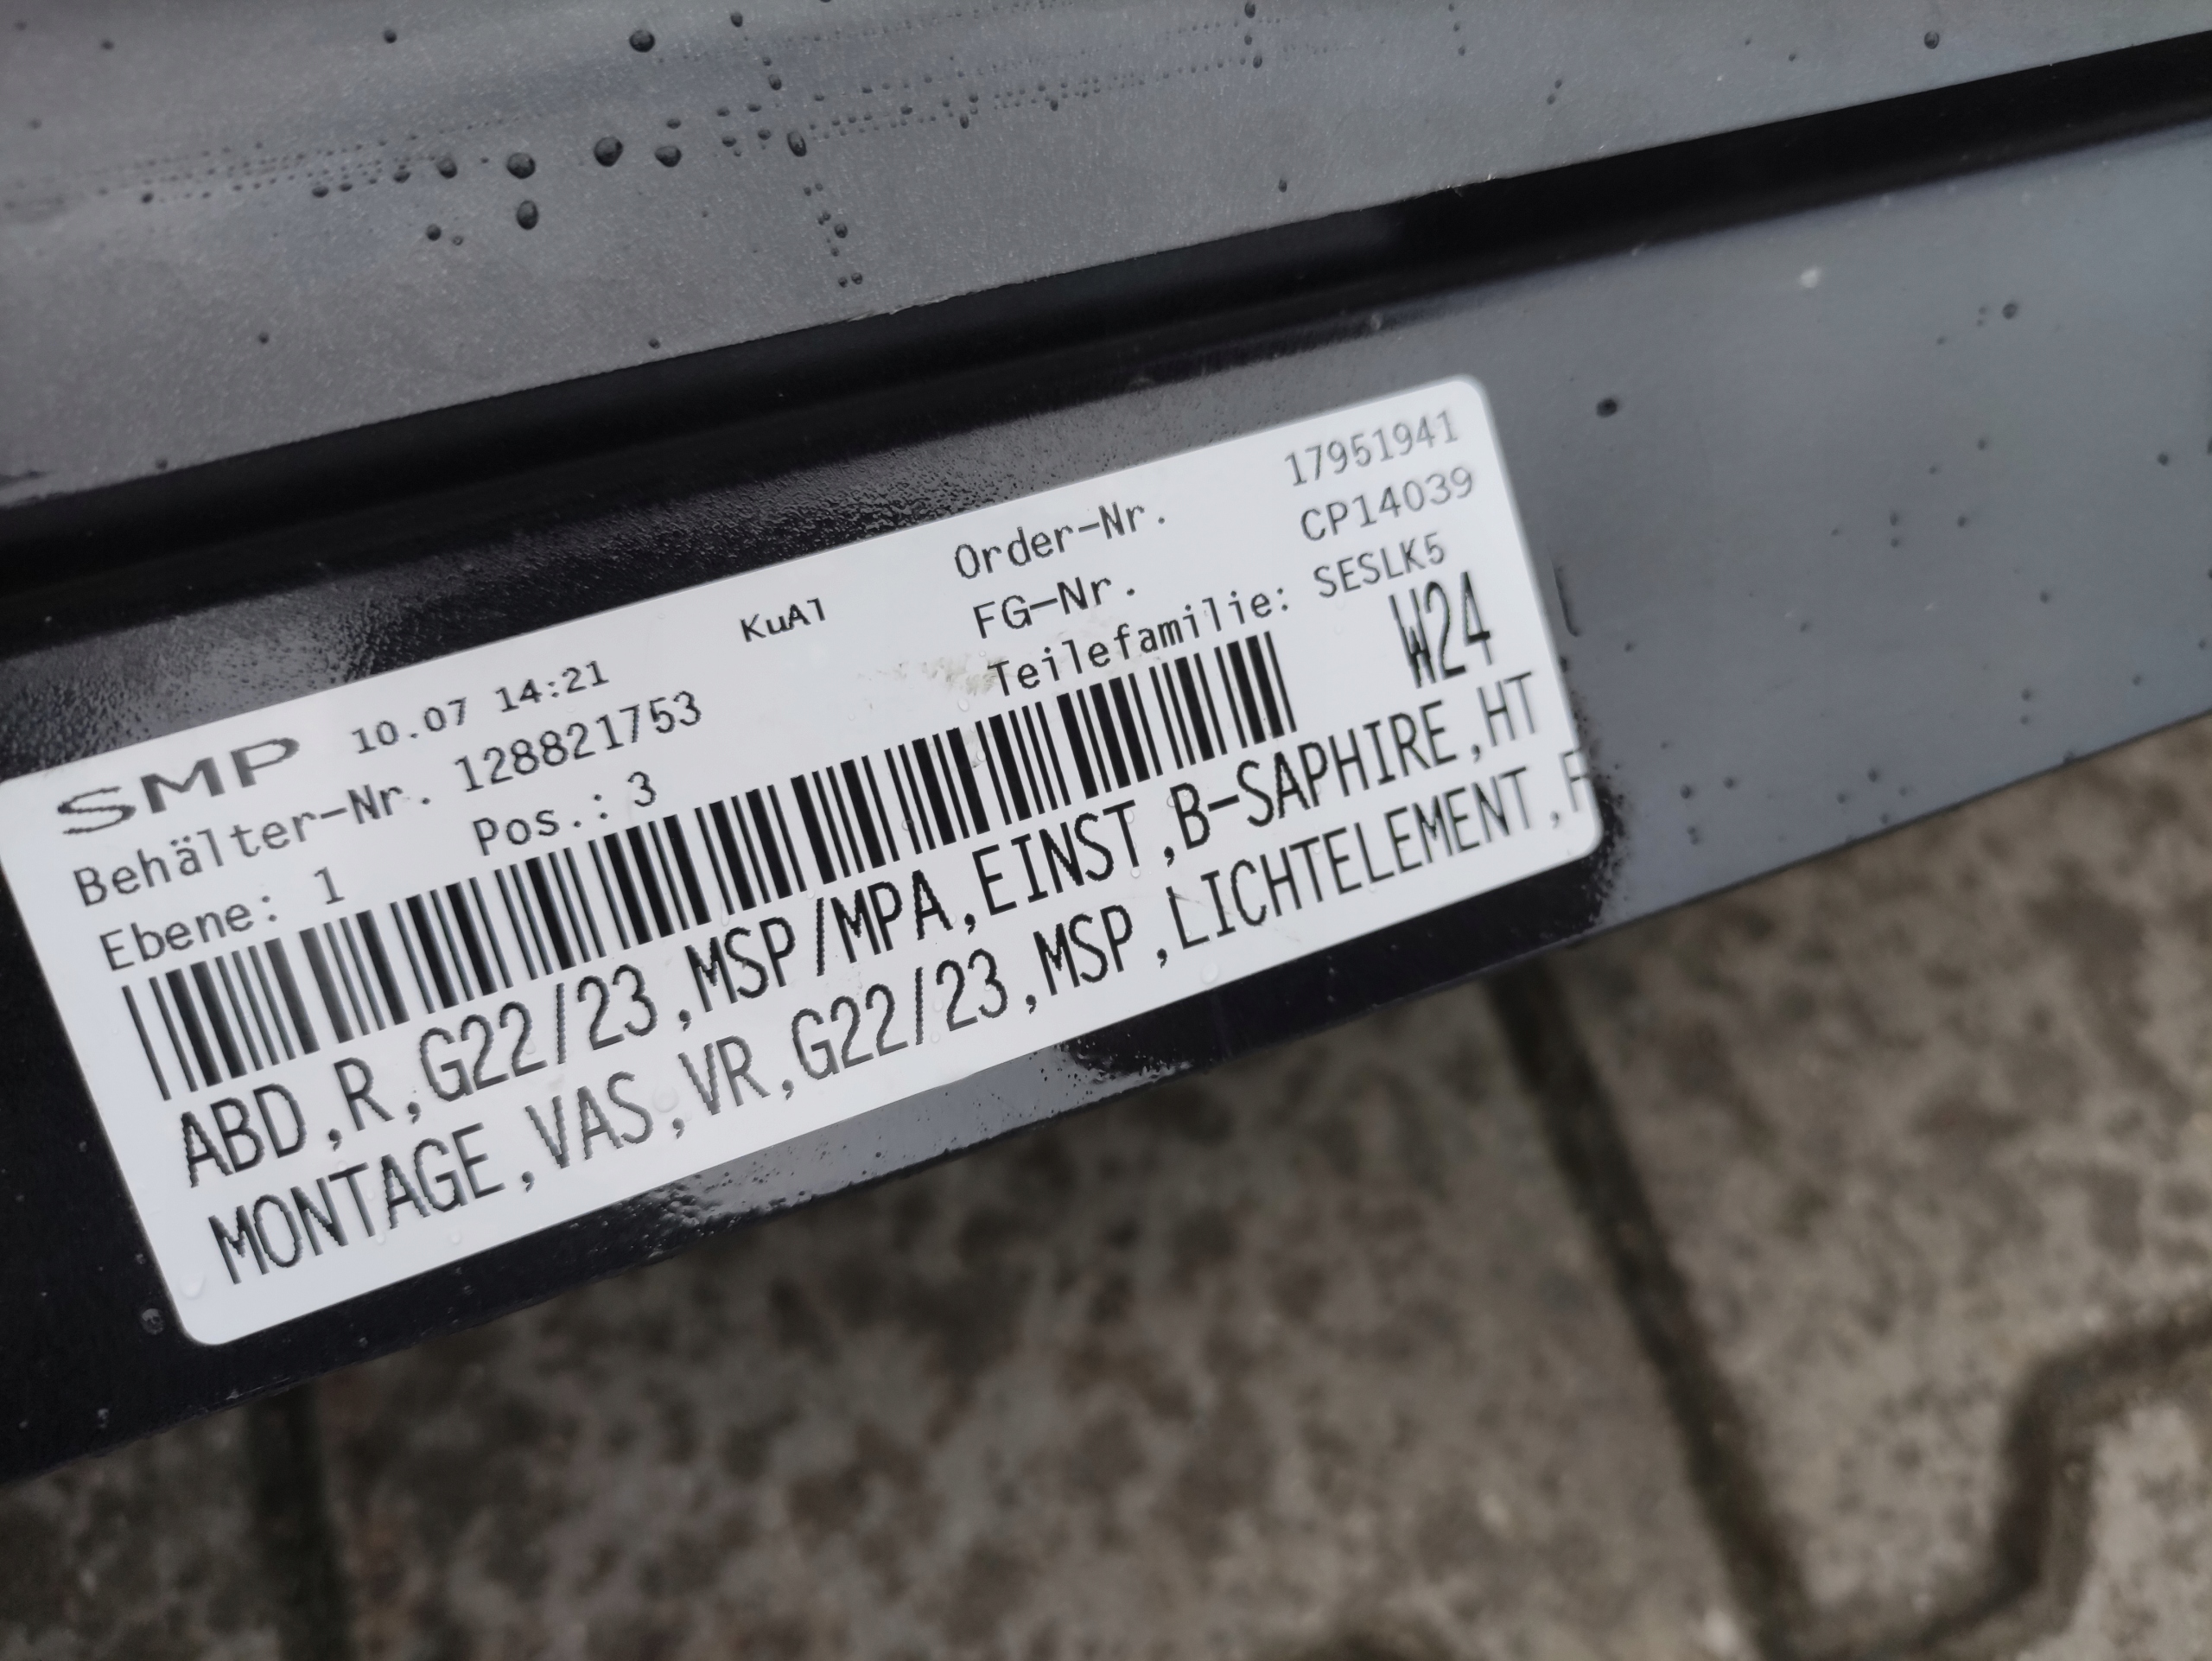 SMP 10.07 14:21 KuAl Order-Nr. 17951941
Behälter-Nr. 128821753 FG-Nr. CP14039
Ebene: 1 Pos.: 3 Teilefamilie: SESLK5
W24
ABD,R,G22/23,MSP/MPA,EINST,B-SAPHIRE,HT
MONTAGE,VAS,VR,G22/23,MSP,LICHTELEMENT,F